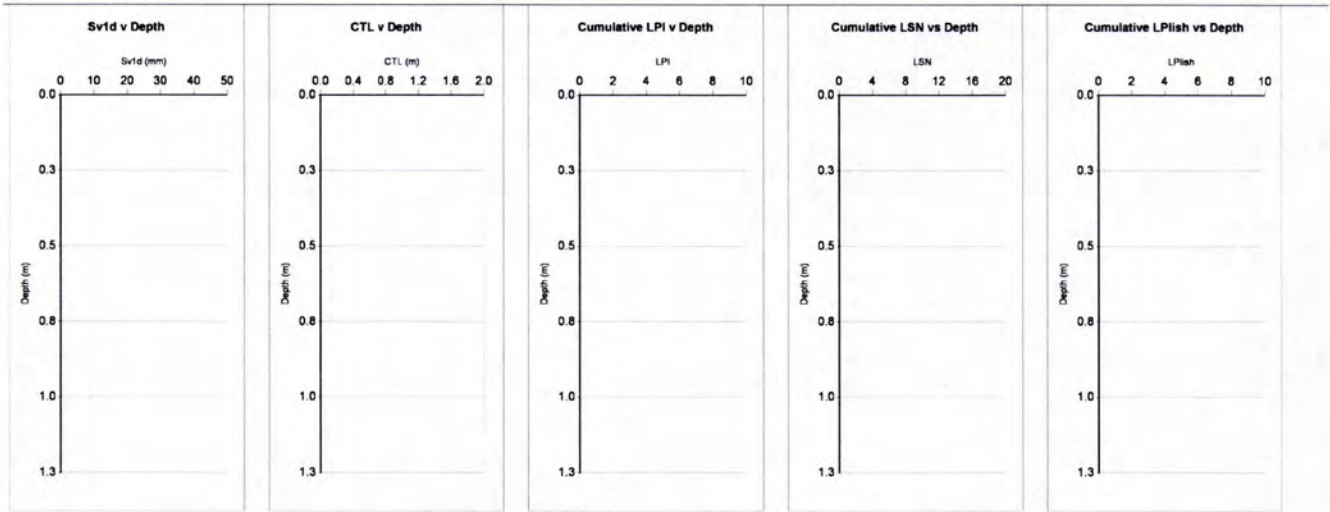 Sv1d v Depth
Sv1d (mm)
0 10 20 30 40 50
0.0
0.3
0.5
0.8
1.0
1.3
Depth (m)
CTL v Depth
CTL (m)
0.0 0.4 0.8 1.2 1.6 2.0
0.0
0.3
0.5
0.8
1.0
1.3
Depth (m)
Cumulative LPI v Depth
LPI
0 2 4 6 8 10
0.0
0.3
0.5
0.8
1.0
1.3
Depth (m)
Cumulative LSN vs Depth
LSN
0 4 8 12 16 20
0.0
0.3
0.5
0.8
1.0
1.3
Depth (m)
Cumulative LPIish vs Depth
LPIish
0 2 4 6 8 10
0.0
0.3
0.5
0.8
1.0
1.3
Depth (m)